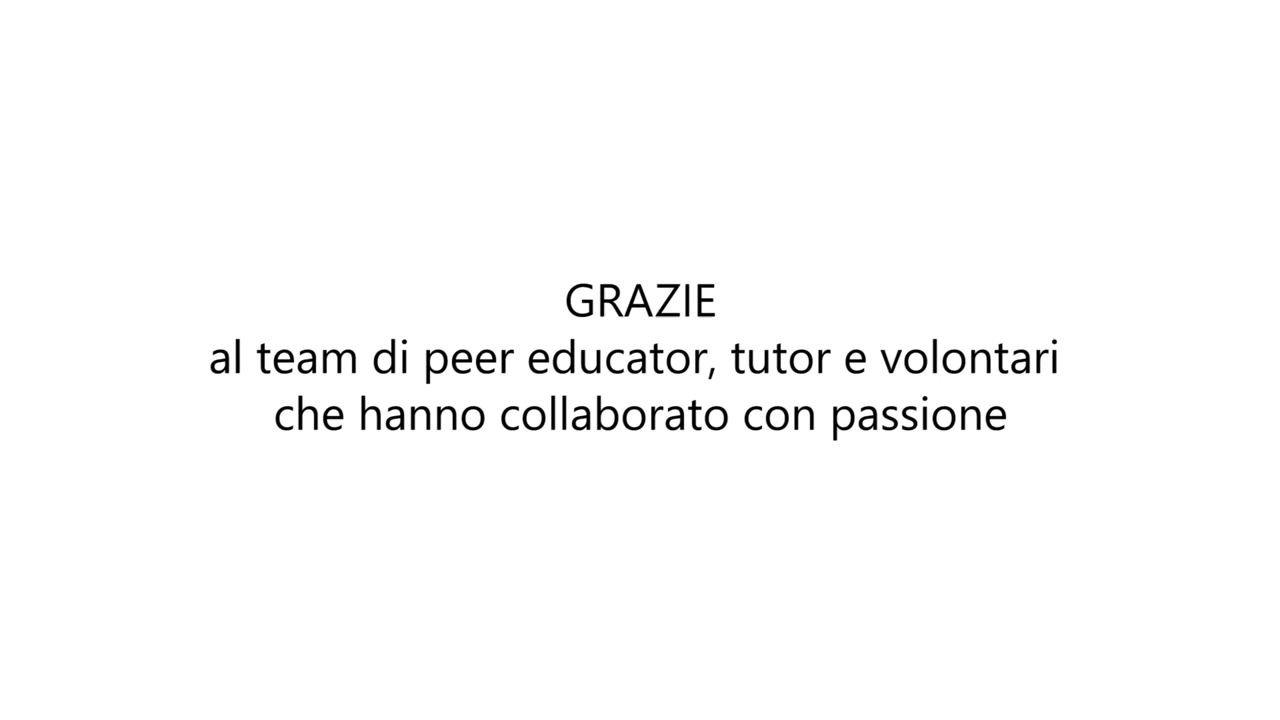 GRAZIE
al team di peer educator, tutor e volontari
che hanno collaborato con passione